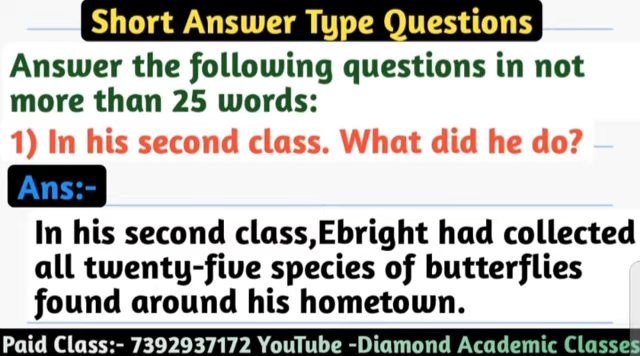 Short Answer Type Questions
Answer the following questions in not
more than 25 words:
1) In his second class. What did he do?
Ans:-
In his second class,Ebright had collected
all twenty-five species of butterflies
found around his hometown.
Paid Class:- 7392937172 YouTube -Diamond Academic Classes